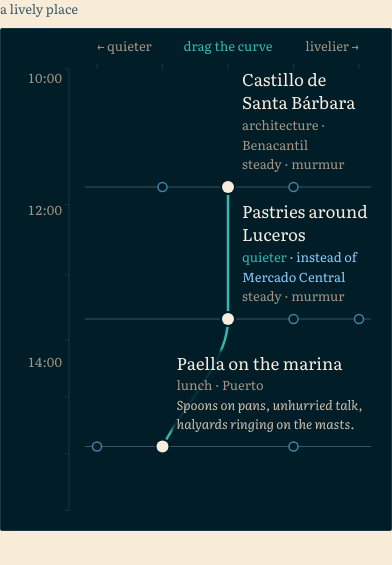 a lively place
← quieter drag the curve livelier →
10:00
Castillo de
Santa Bárbara
architecture ·
Benacantil
steady · murmur
12:00
Pastries around
Luceros
quieter · instead of
Mercado Central
steady · murmur
14:00
Paella on the marina
lunch · Puerto
Spoons on pans, unhurried talk,
halyards ringing on the masts.